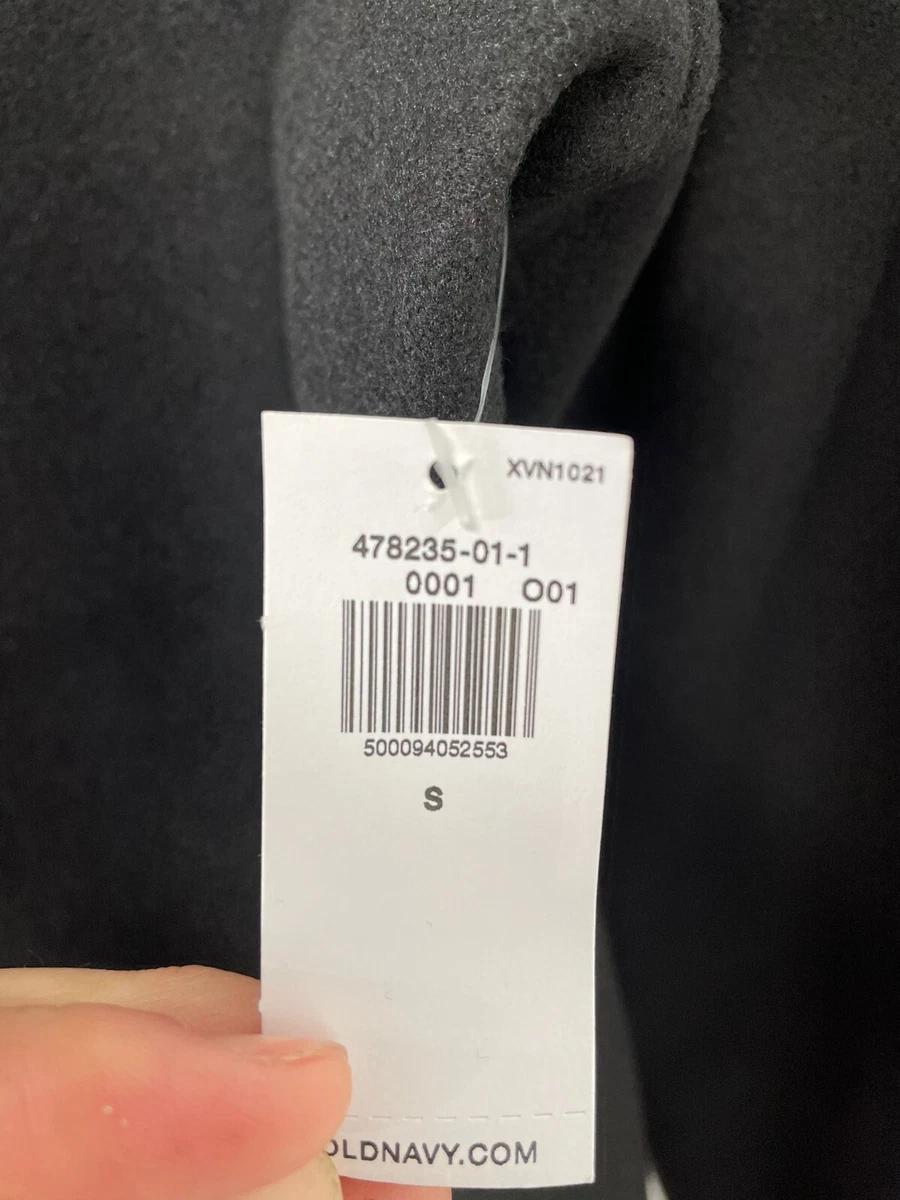 XVN1021
478235-01-1
0001 O01
500094052553
S
OLDNAVY.COM